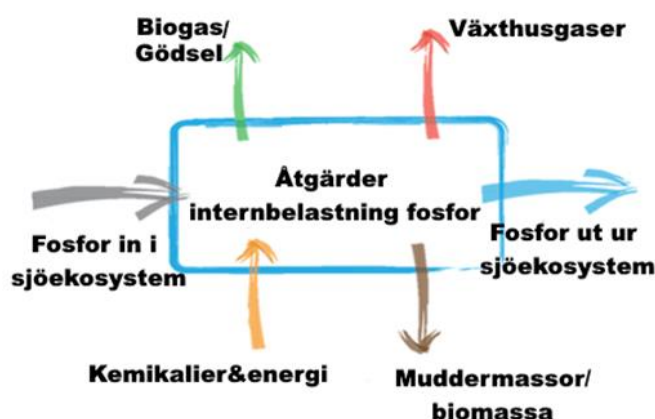 Biogas/
Gödsel
Växthusgaser
Åtgärder
internbelastning fosfor
Fosfor in i
sjöekosystem
Fosfor ut ur
sjöekosystem
Kemikalier&energi
Muddermassor/
biomassa